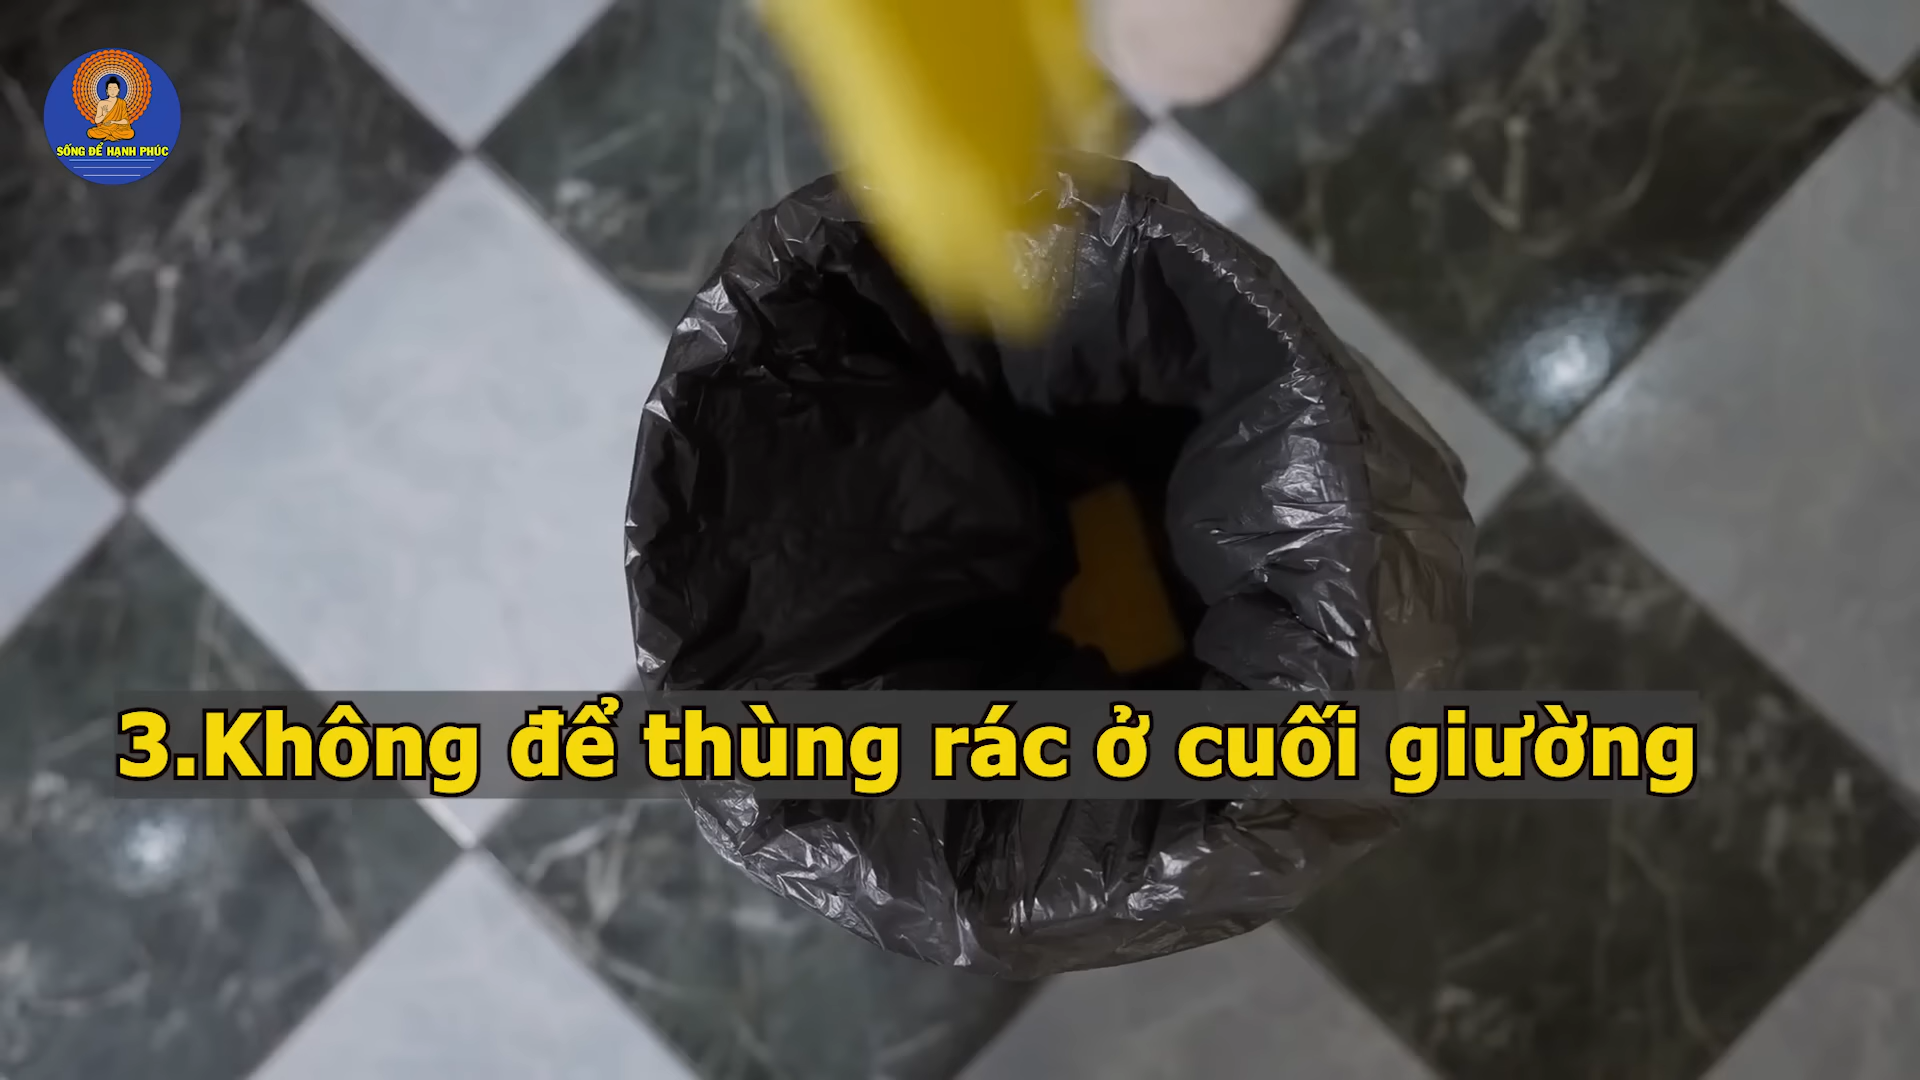 SỐNG ĐỂ HẠNH PHÚC
3.Không để thùng rác ở cuối giường